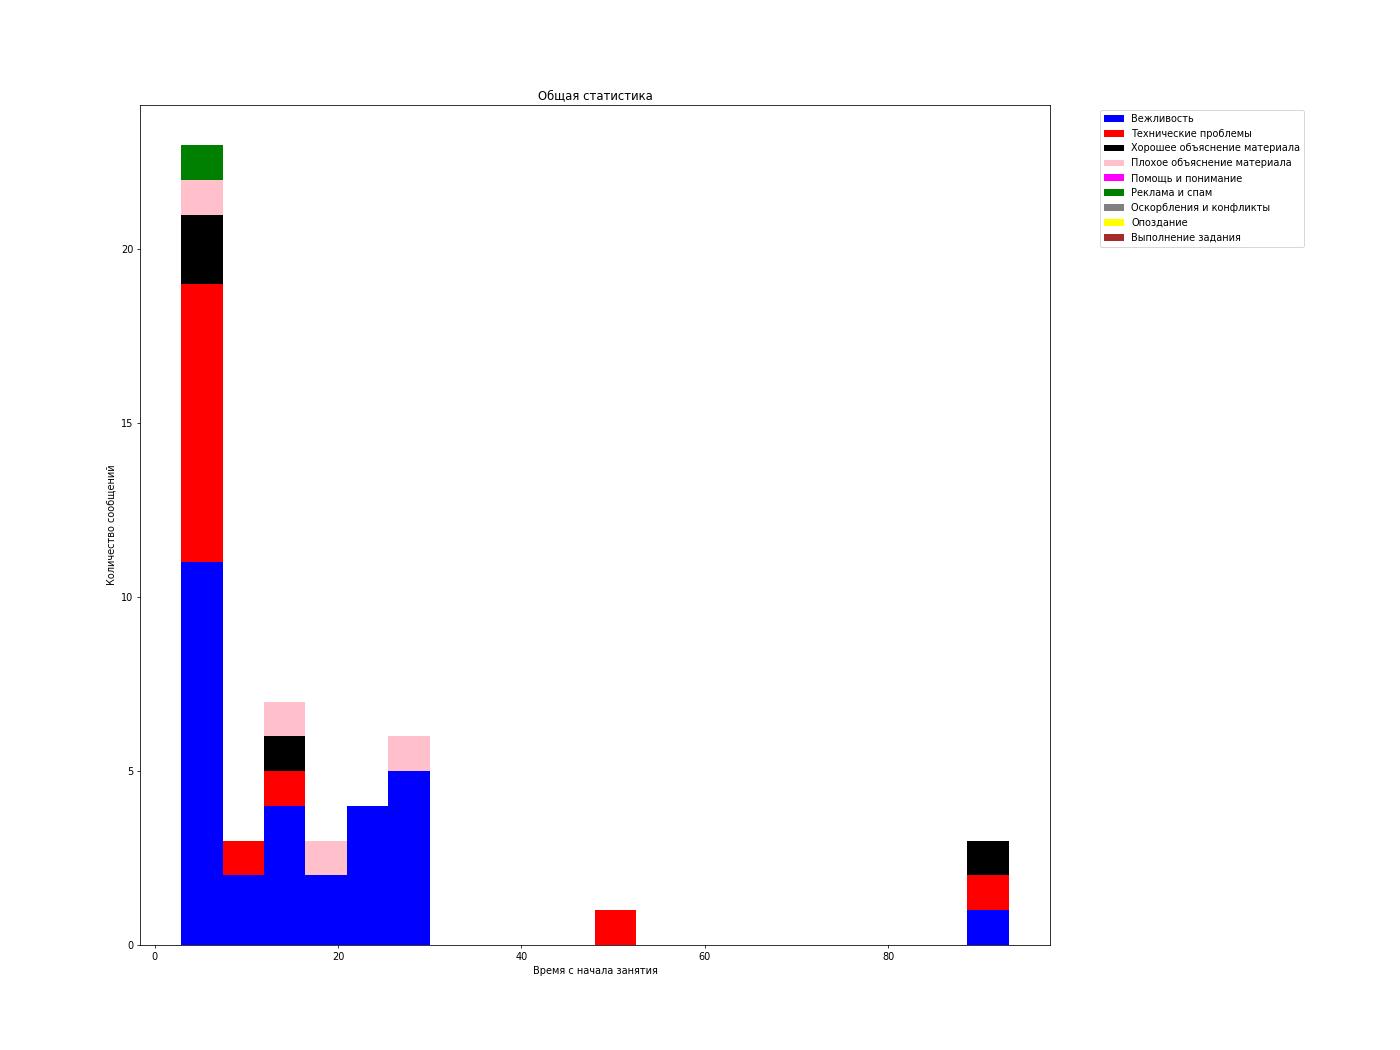 Общая статистика
Вежливость
Технические проблемы
Хорошее объяснение материала
Плохое объяснение материала
Помощь и понимание
Реклама и спам
Оскорбления и конфликты
Опоздание
Выполнение задания
Количество сообщений
20
15
10
5
0
0
20
40
60
80
Время с начала занятия